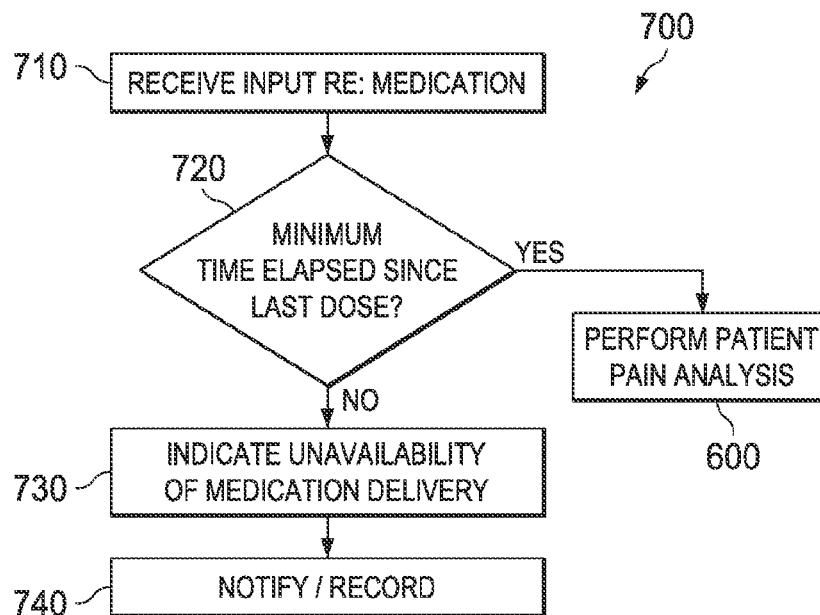 700
710
RECEIVE INPUT RE: MEDICATION
720
MINIMUM
TIME ELAPSED SINCE
LAST DOSE?
YES
PERFORM PATIENT
PAIN ANALYSIS
600
NO
730
INDICATE UNAVAILABILITY
OF MEDICATION DELIVERY
740
NOTIFY / RECORD